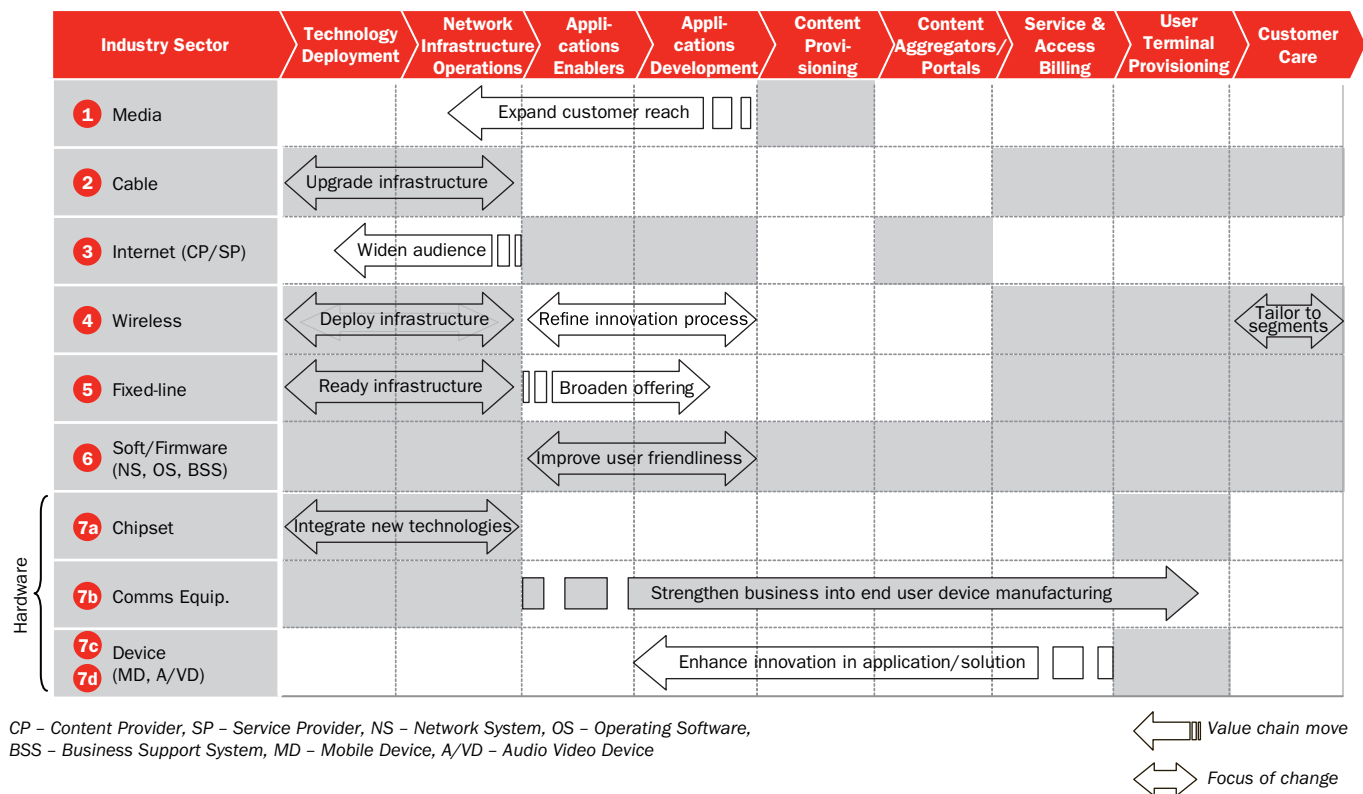 Industry Sector
Technology
Deployment
Network
Infrastructure
Operations
Appli-
cations
Enablers
Appli-
cations
Development
Content
Provi-
sioning
Content
Aggregators/
Portals
Service &
Access
Billing
User
Terminal
Provisioning
Customer
Care
1 Media
Expand customer reach
2 Cable
Upgrade infrastructure
3 Internet (CP/SP)
Widen audience
4 Wireless
Deploy infrastructure
Refine innovation process
Tailor to
segments
5 Fixed-line
Ready infrastructure
Broaden offering
6 Soft/Firmware
(NS, OS, BSS)
Improve user friendliness
Hardware
7a Chipset
Integrate new technologies
7b Comms Equip.
Strengthen business into end user device manufacturing
7c Device
7d (MD, A/VD)
Enhance innovation in application/solution
CP – Content Provider, SP – Service Provider, NS – Network System, OS – Operating Software,
BSS – Business Support System, MD – Mobile Device, A/VD – Audio Video Device
Value chain move
Focus of change